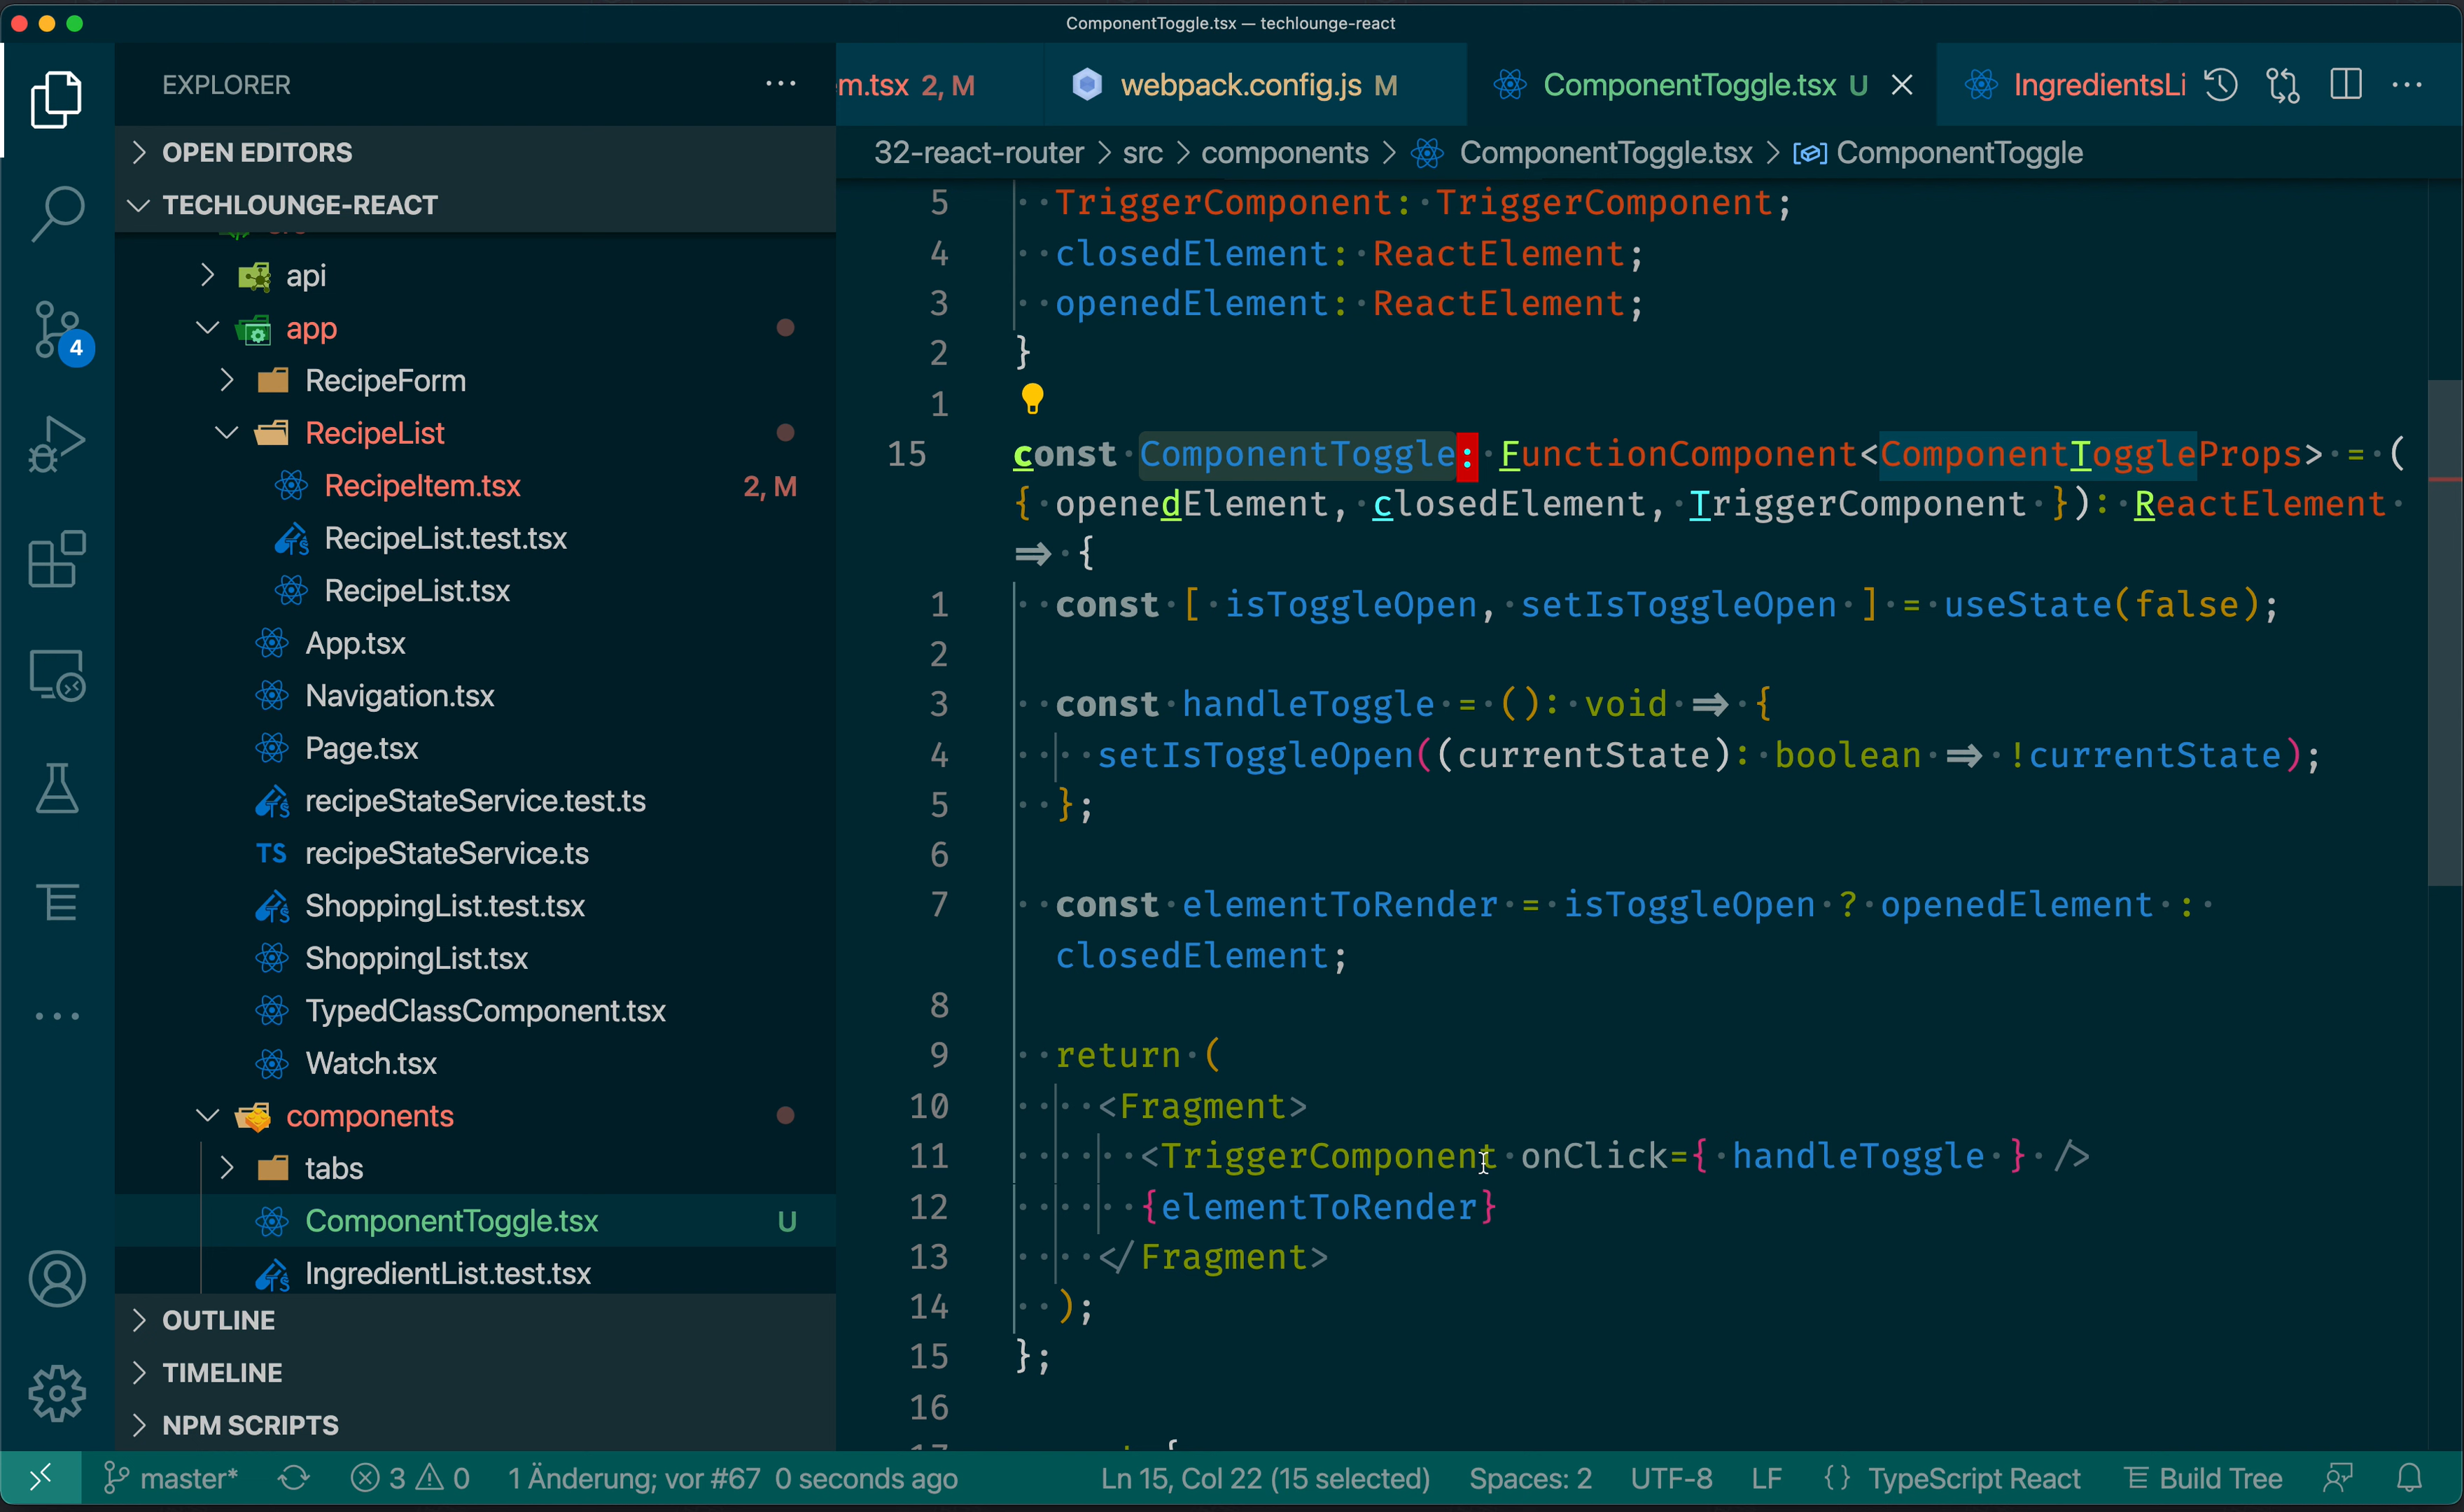 ComponentToggle.tsx — techlounge-react
EXPLORER
m.tsx 2, M
webpack.config.js M
ComponentToggle.tsx U
IngredientsLi
OPEN EDITORS
32-react-router > src > components > ComponentToggle.tsx > ComponentToggle
TECHLOUNGE-REACT
api
app
RecipeForm
RecipeList
RecipeItem.tsx 2, M
RecipeList.test.tsx
RecipeList.tsx
App.tsx
Navigation.tsx
Page.tsx
recipeStateService.test.ts
TS recipeStateService.ts
ShoppingList.test.tsx
ShoppingList.tsx
TypedClassComponent.tsx
Watch.tsx
components
tabs
ComponentToggle.tsx U
IngredientList.test.tsx
OUTLINE
TIMELINE
NPM SCRIPTS
4
5 TriggerComponent: TriggerComponent;
4 closedElement: ReactElement;
3 openedElement: ReactElement;
2 }
1
15 const ComponentToggle: FunctionComponent<ComponentToggleProps> = (
{ openedElement, closedElement, TriggerComponent }): ReactElement
⇒ {
1 const [ isToggleOpen, setIsToggleOpen ] = useState(false);
2
3 const handleToggle = (): void ⇒ {
4 setIsToggleOpen((currentState): boolean ⇒ !currentState);
5 };
6
7 const elementToRender = isToggleOpen ? openedElement :
closedElement;
8
9 return (
10 <Fragment>
11 <TriggerComponent onClick={ handleToggle } />
12 {elementToRender}
13 </Fragment>
14 );
15 };
16
master* 3 0 1 Änderung; vor #67 0 seconds ago Ln 15, Col 22 (15 selected) Spaces: 2 UTF-8 LF {} TypeScript React Build Tree